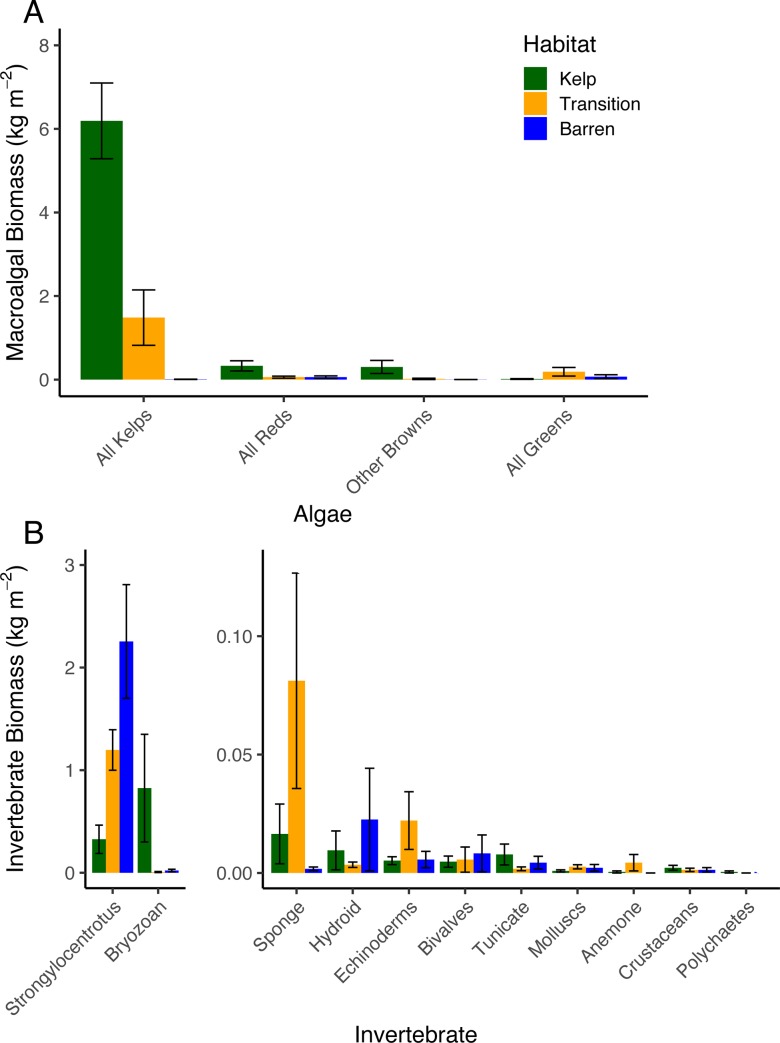 A
Macroalgal Biomass (kg m−2)
8
6
4
2
0
Habitat
Kelp
Transition
Barren
All Kelps
All Reds
Other Browns
All Greens
Algae
B
Invertebrate Biomass (kg m−2)
3
2
1
0
0.10
0.05
0.00
Strongylocentrotus
Bryozoan
Sponge
Hydroid
Echinoderms
Bivalves
Tunicate
Molluscs
Anemone
Crustaceans
Polychaetes
Invertebrate